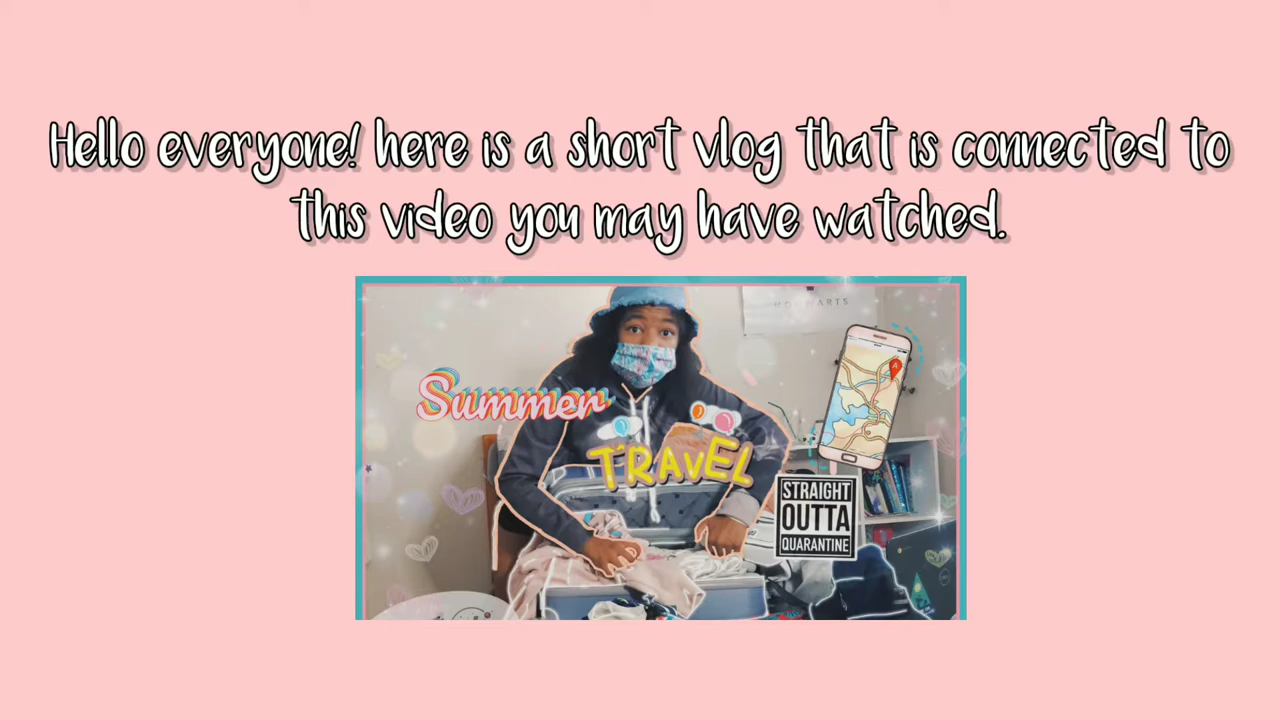 Hello everyone! here is a short vlog that is connected to
this video you may have watched.
HOGWARTS
Summer
TRAVEL
STRAIGHT
OUTTA
QUARANTINE